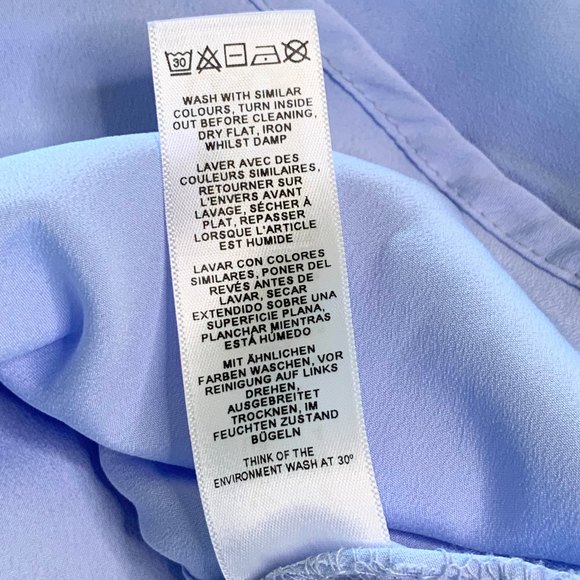 30
WASH WITH SIMILAR
COLOURS, TURN INSIDE
OUT BEFORE CLEANING,
DRY FLAT, IRON
WHILST DAMP
LAVER AVEC DES
COULEURS SIMILAIRES,
RETOURNER SUR
L'ENVERS AVANT
LAVAGE, SÉCHER À
PLAT, REPASSER
LORSQUE L'ARTICLE
EST HUMIDE
LAVAR CON COLORES
SIMILARES, PONER DEL
REVÉS ANTES DE
LAVAR, SECAR
EXTENDIDO SOBRE UNA
SUPERFICIE PLANA,
PLANCHAR MIENTRAS
ESTÁ HÚMEDO
MIT ÄHNLICHEN
FARBEN WASCHEN, VOR
REINIGUNG AUF LINKS
DREHEN,
AUSGEBREITET
TROCKNEN, IM
FEUCHTEN ZUSTAND
BÜGELN
THINK OF THE
ENVIRONMENT WASH AT 30°